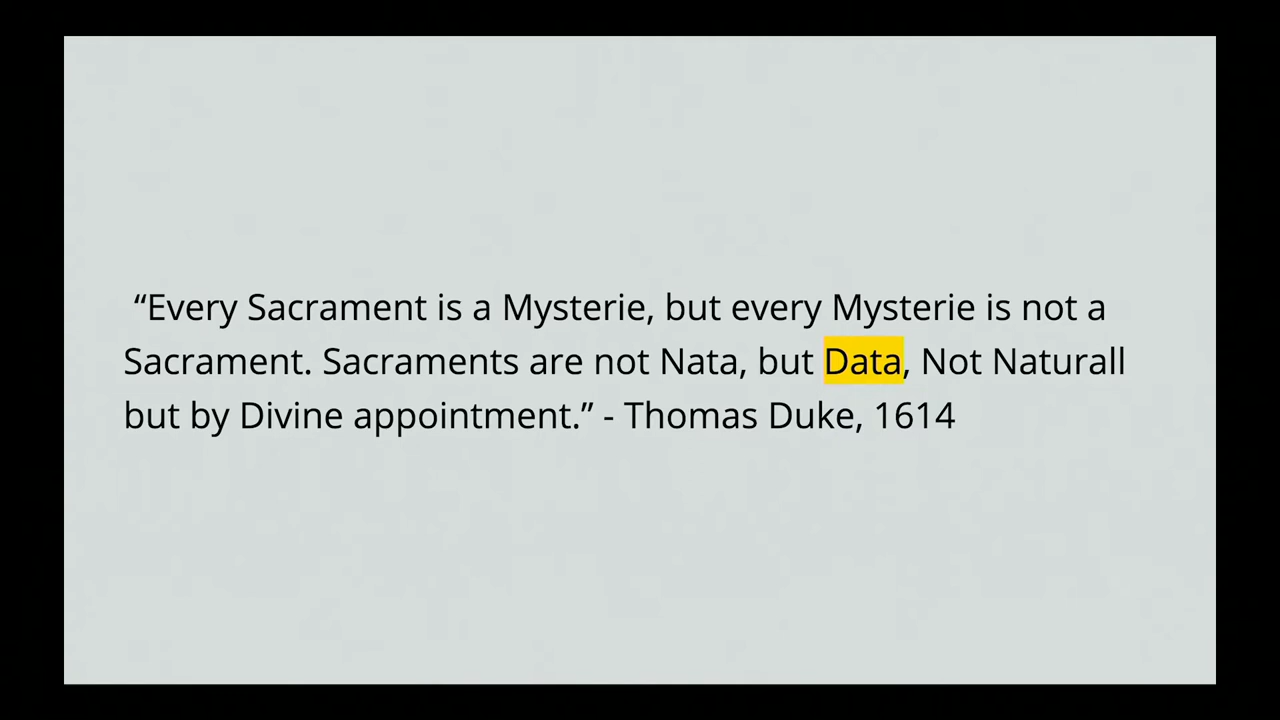 “Every Sacrament is a Mysterie, but every Mysterie is not a
Sacrament. Sacraments are not Nata, but Data, Not Naturall
but by Divine appointment.” - Thomas Duke, 1614